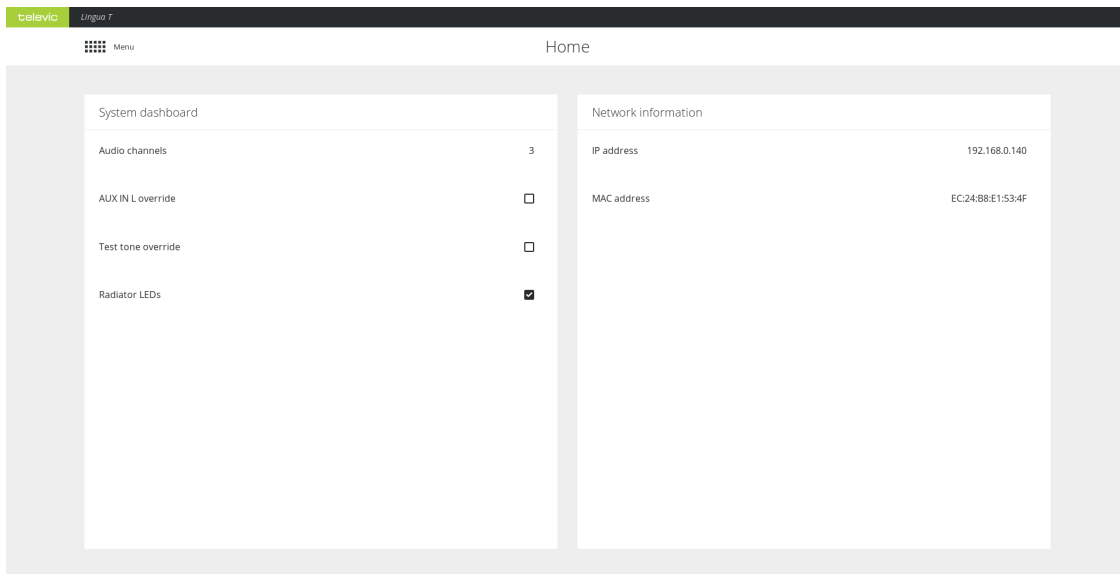 televic Lingua T
Menu Home
System dashboard
Audio channels 3
AUX IN L override
Test tone override
Radiator LEDs
Network information
IP address 192.168.0.140
MAC address EC:24:B8:E1:53:4F